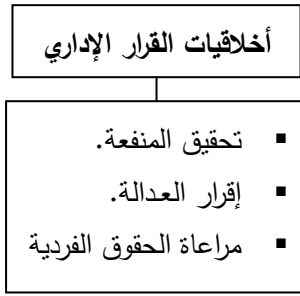 أخلاقيات القرار الإداري
▪ تحقيق المنفعة.
▪ إقرار العدالة.
▪ مراعاة الحقوق الفردية